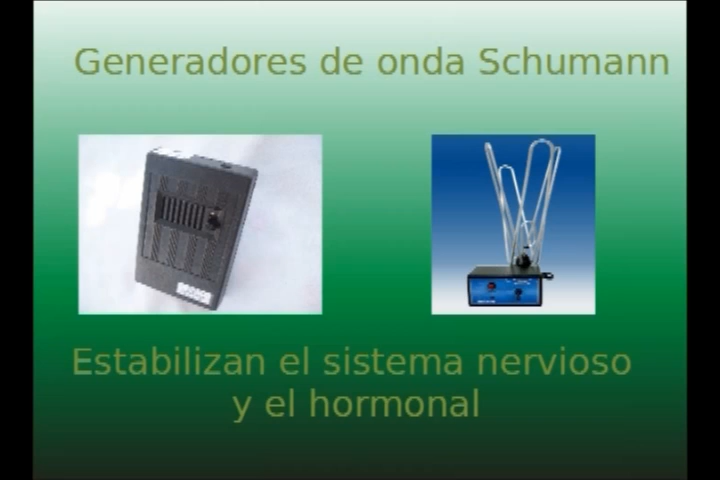 Generadores de onda Schumann
Estabilizan el sistema nervioso
y el hormonal